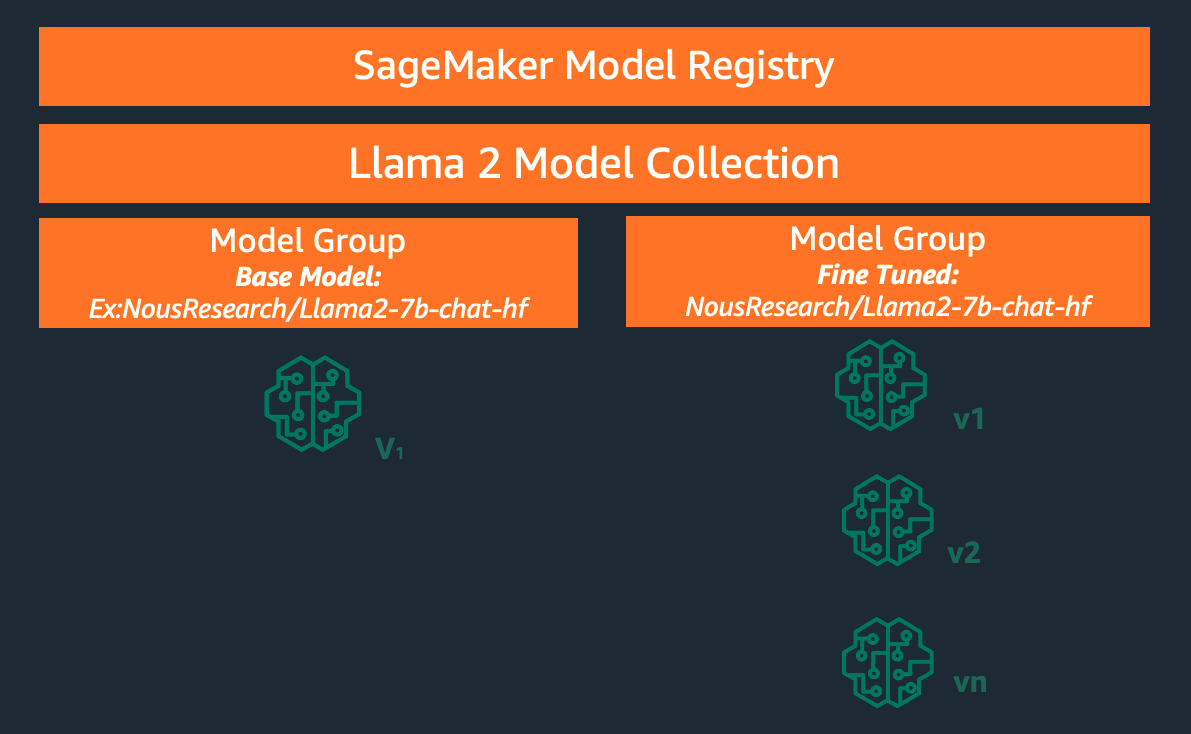 SageMaker Model Registry
Llama 2 Model Collection
Model Group
Base Model:
Ex:NousResearch/Llama2-7b-chat-hf
V1
Model Group
Fine Tuned:
NousResearch/Llama2-7b-chat-hf
v1
v2
vn